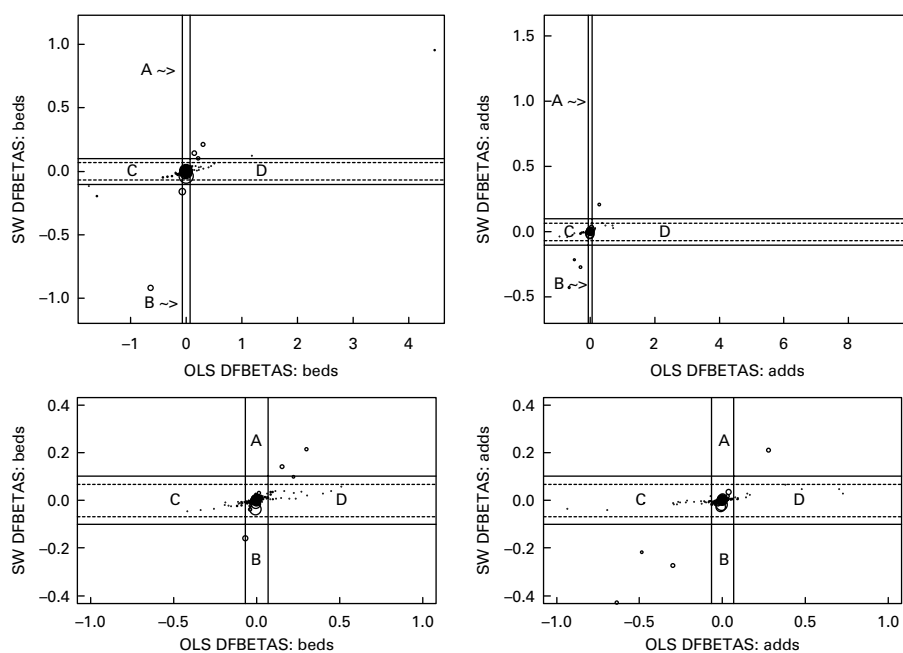 SW DFBETAS: beds
1.0
0.5
0.0
−0.5
−1.0
A ~>
C
D
B ~>
−1
0
1
2
3
4
OLS DFBETAS: beds
SW DFBETAS: adds
1.5
1.0
0.5
0.0
−0.5
A ~>
C
D
B ~>
0
2
4
6
8
OLS DFBETAS: adds
SW DFBETAS: beds
0.4
0.2
0.0
−0.2
−0.4
A
C
D
B
−1.0
−0.5
0.0
0.5
1.0
OLS DFBETAS: beds
SW DFBETAS: adds
0.4
0.2
0.0
−0.2
−0.4
A
C
D
B
−1.0
−0.5
0.0
0.5
1.0
OLS DFBETAS: adds